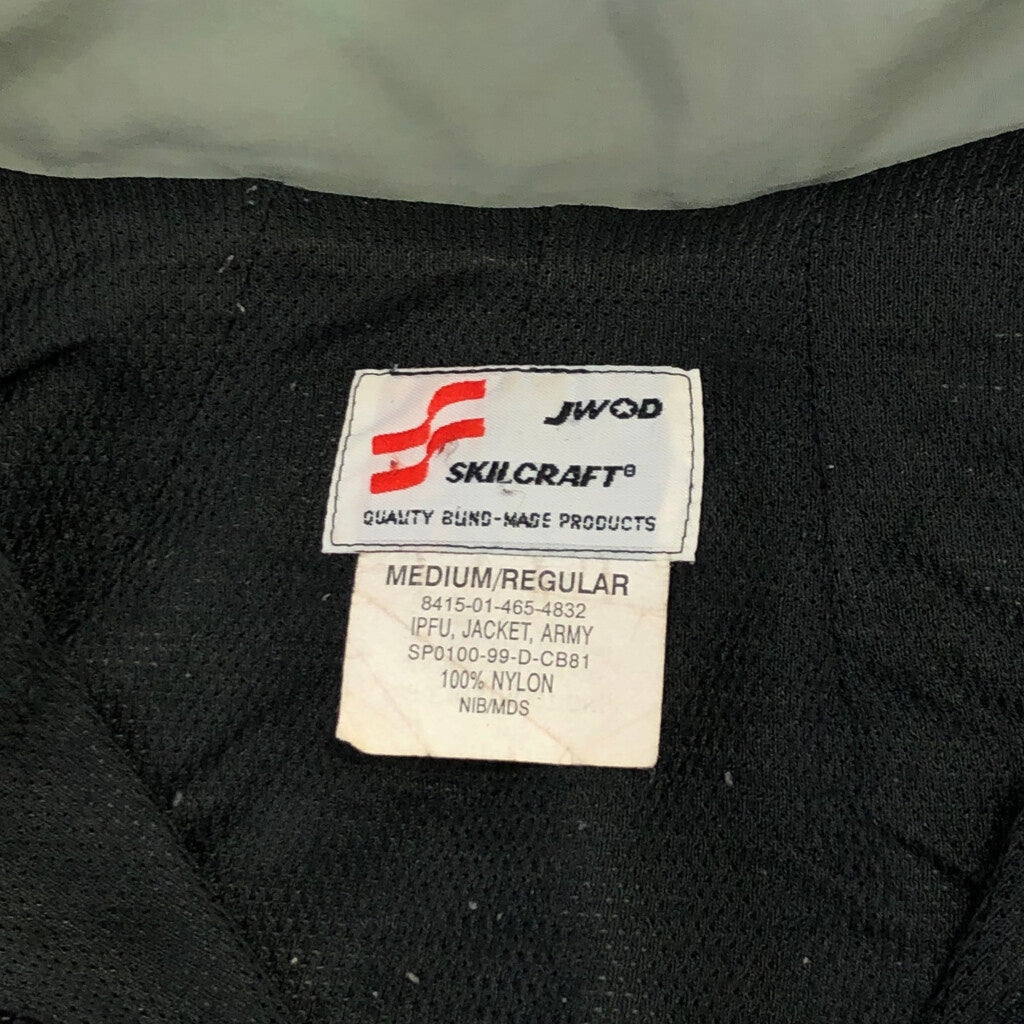 JWOD
SKILCRAFT®
QUALITY BLIND-MADE PRODUCTS
MEDIUM/REGULAR
8415-01-465-4832
IPFU, JACKET, ARMY
SP0100-99-D-CB81
100% NYLON
NIB/MDS